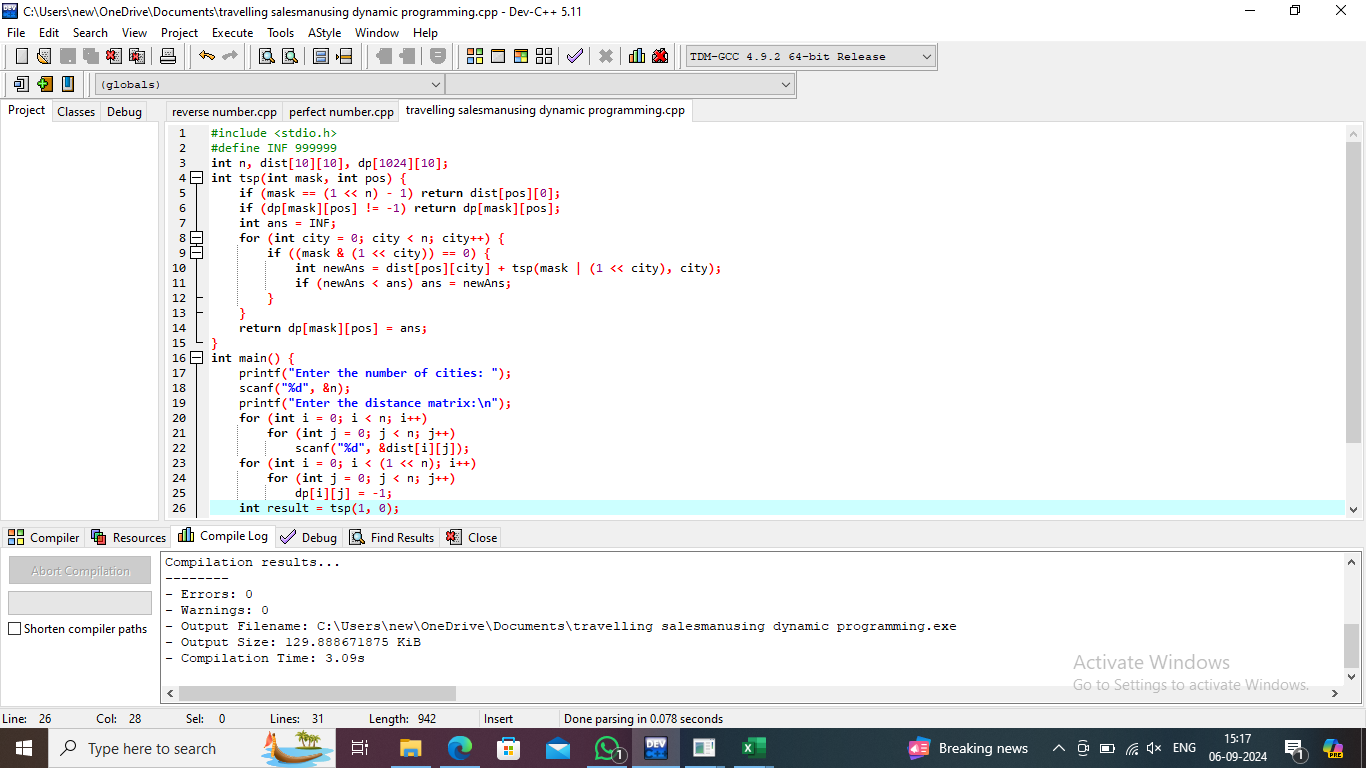 C:\Users\new\OneDrive\Documents\travelling salesmanusing dynamic programming.cpp - Dev-C++ 5.11
File Edit Search View Project Execute Tools AStyle Window Help
TDM-GCC 4.9.2 64-bit Release
(globals)
Project Classes Debug
reverse number.cpp perfect number.cpp travelling salesmanusing dynamic programming.cpp
1 #include <stdio.h>
2 #define INF 999999
3 int n, dist[10][10], dp[1024][10];
4 int tsp(int mask, int pos) {
5 if (mask == (1 << n) - 1) return dist[pos][0];
6 if (dp[mask][pos] != -1) return dp[mask][pos];
7 int ans = INF;
8 for (int city = 0; city < n; city++) {
9 if ((mask & (1 << city)) == 0) {
10 int newAns = dist[pos][city] + tsp(mask | (1 << city), city);
11 if (newAns < ans) ans = newAns;
12 }
13 }
14 return dp[mask][pos] = ans;
15 }
16 int main() {
17 printf("Enter the number of cities: ");
18 scanf("%d", &n);
19 printf("Enter the distance matrix:\n");
20 for (int i = 0; i < n; i++)
21 for (int j = 0; j < n; j++)
22 scanf("%d", &dist[i][j]);
23 for (int i = 0; i < (1 << n); i++)
24 for (int j = 0; j < n; j++)
25 dp[i][j] = -1;
26 int result = tsp(1, 0);
Compiler Resources Compile Log Debug Find Results Close
Abort Compilation
Shorten compiler paths
Compilation results...
--------
- Errors: 0
- Warnings: 0
- Output Filename: C:\Users\new\OneDrive\Documents\travelling salesmanusing dynamic programming.exe
- Output Size: 129.888671875 KiB
- Compilation Time: 3.09s
Activate Windows
Go to Settings to activate Windows.
Line: 26 Col: 28 Sel: 0 Lines: 31 Length: 942 Insert Done parsing in 0.078 seconds
Type here to search
1
DEV
Breaking news
ENG
15:17
06-09-2024
1
PRE